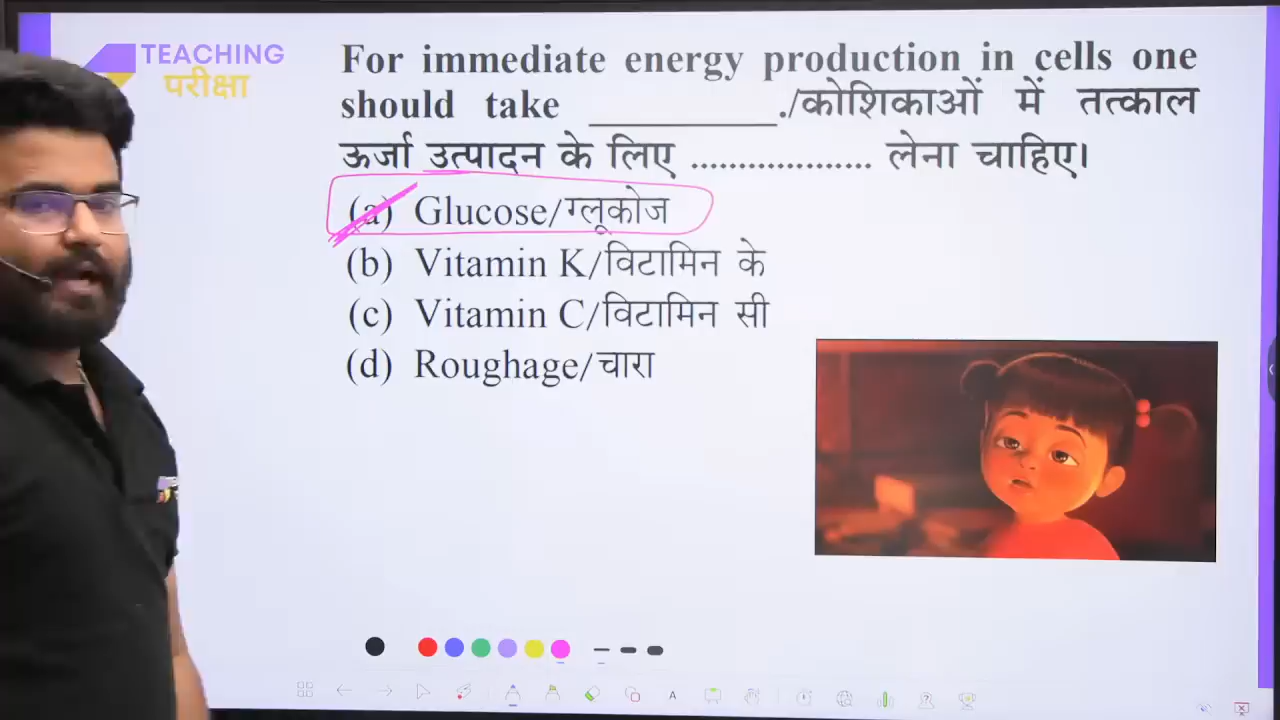 TEACHING
परीक्षा
For immediate energy production in cells one
should take __________./कोशिकाओं में तत्काल
ऊर्जा उत्पादन के लिए ................... लेना चाहिए।
(a) Glucose/ग्लूकोज
(b) Vitamin K/विटामिन के
(c) Vitamin C/विटामिन सी
(d) Roughage/चारा
A